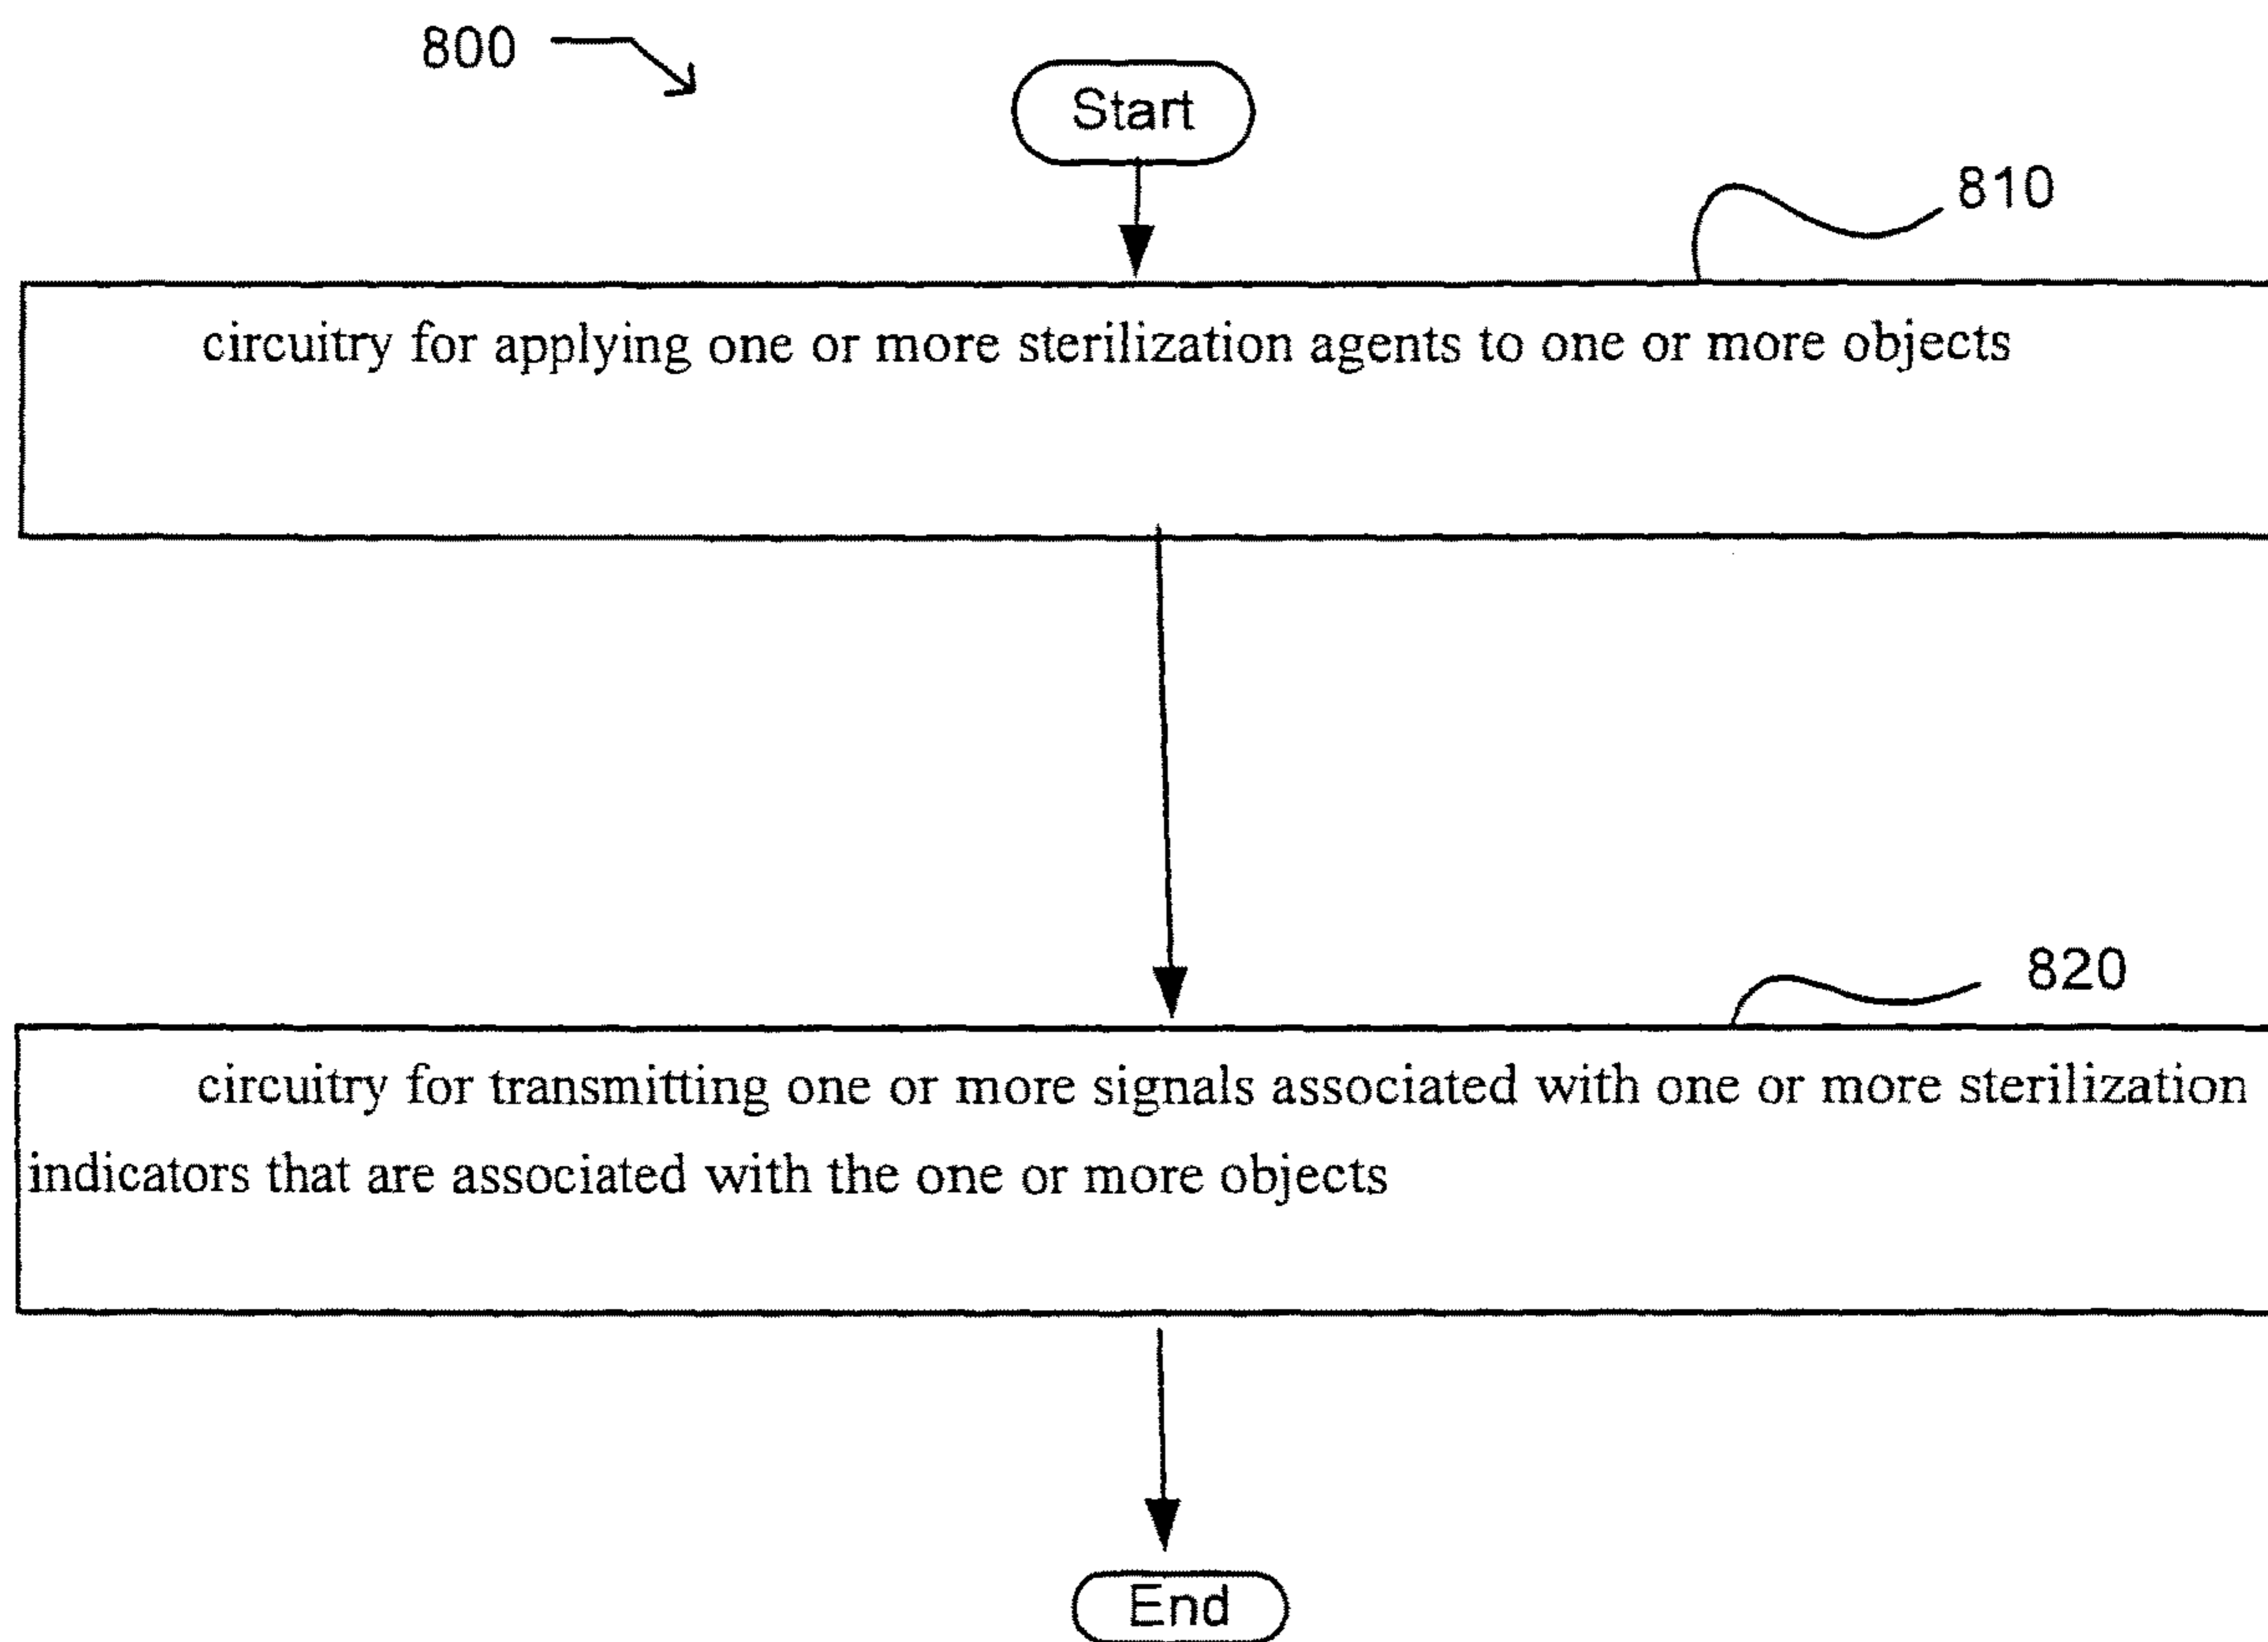 800
Start
810
circuitry for applying one or more sterilization agents to one or more objects
820
circuitry for transmitting one or more signals associated with one or more sterilization
indicators that are associated with the one or more objects
End